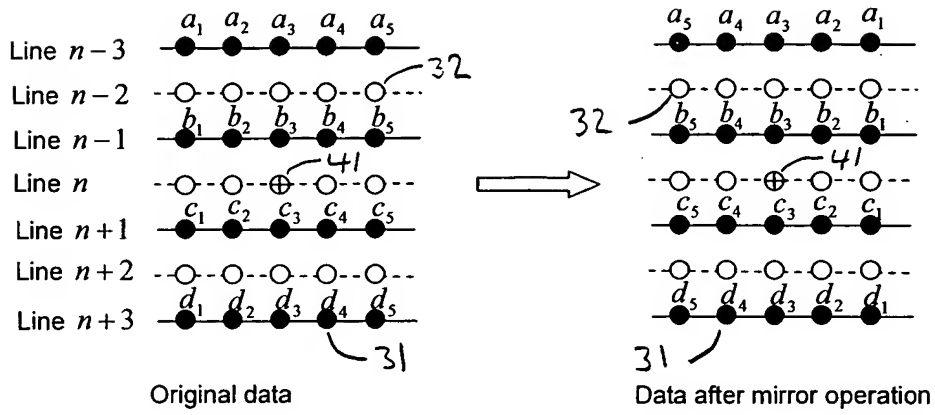 a₁ a₂ a₃ a₄ a₅ a₅ a₄ a₃ a₂ a₁
Line n−3
Line n−2 32 32
b₁ b₂ b₃ b₄ b₅ b₅ b₄ b₃ b₂ b₁
Line n−1
Line n 41 41
c₁ c₂ c₃ c₄ c₅ c₅ c₄ c₃ c₂ c₁
Line n+1
Line n+2
d₁ d₂ d₃ d₄ d₅ d₅ d₄ d₃ d₂ d₁
Line n+3
31 31
Original data Data after mirror operation